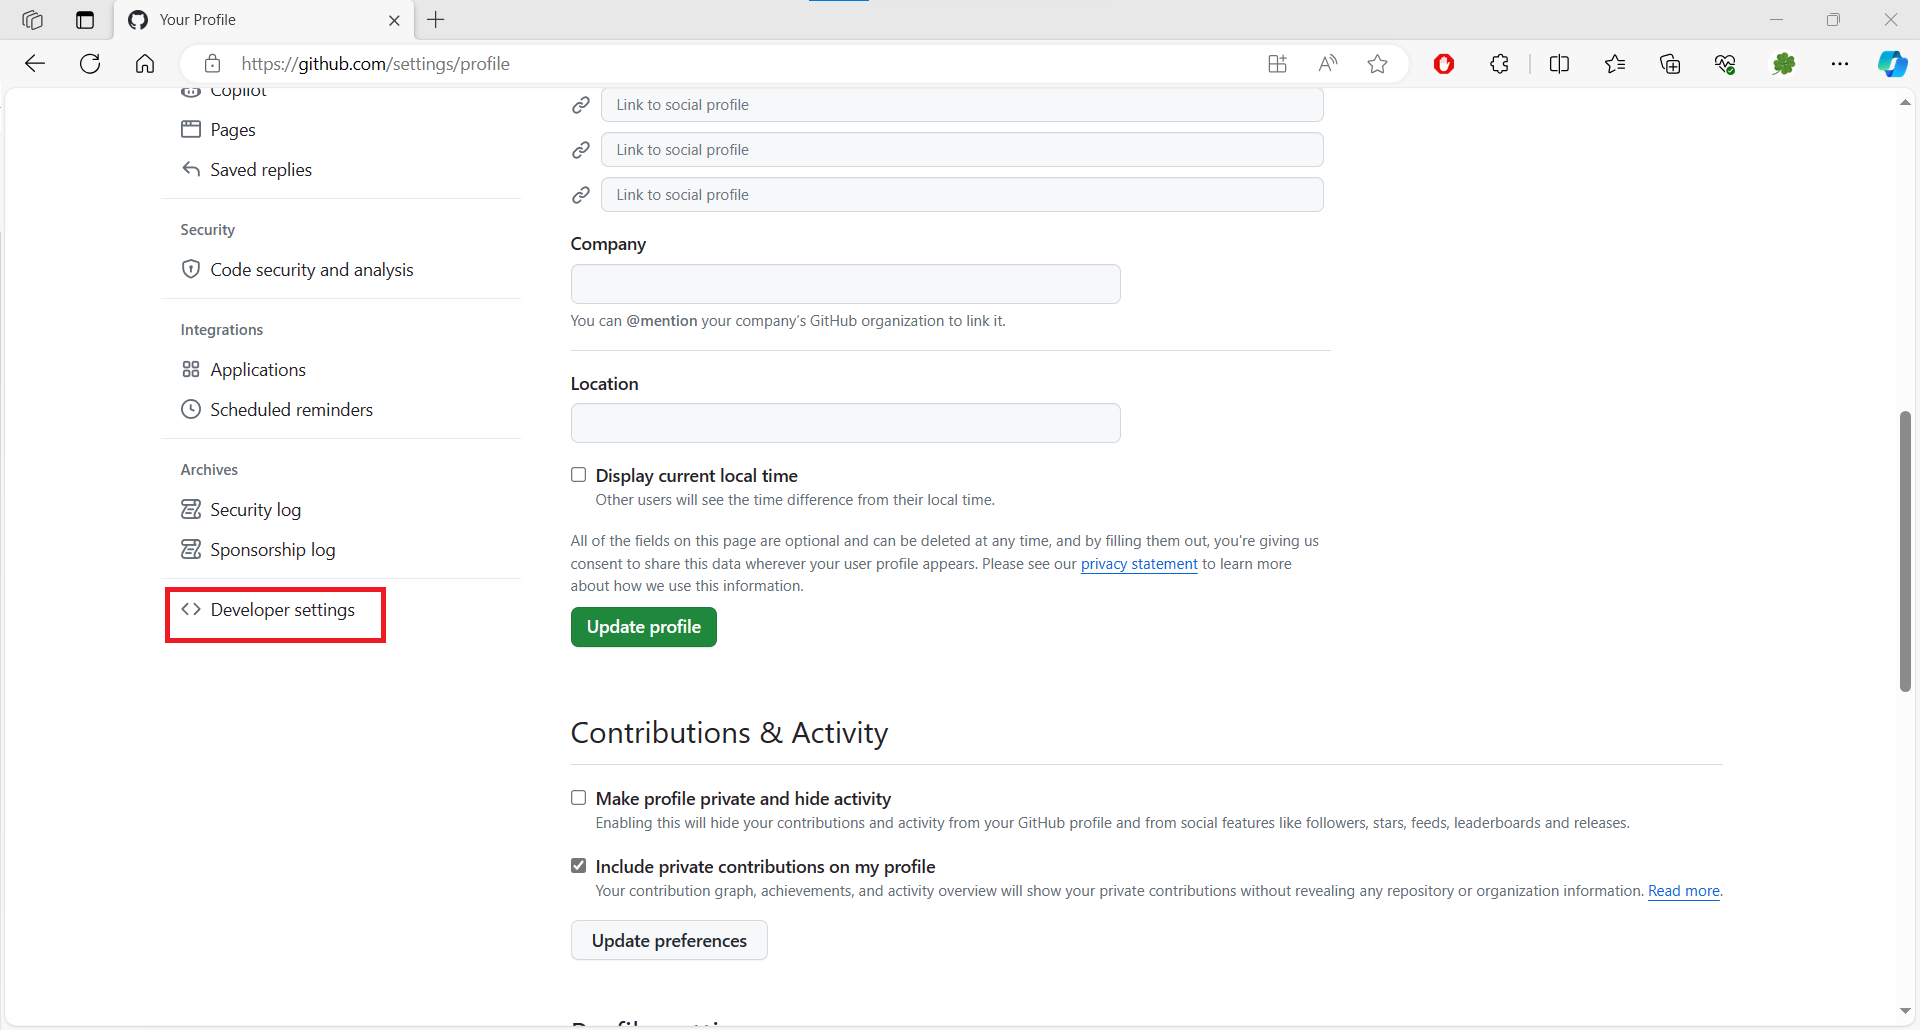 Your Profile
https://github.com/settings/profile
Copilot
Pages
Saved replies
Security
Code security and analysis
Integrations
Applications
Scheduled reminders
Archives
Security log
Sponsorship log
Developer settings
Link to social profile
Link to social profile
Link to social profile
Company
You can @mention your company's GitHub organization to link it.
Location
Display current local time
Other users will see the time difference from their local time.
All of the fields on this page are optional and can be deleted at any time, and by filling them out, you're giving us
consent to share this data wherever your user profile appears. Please see our privacy statement to learn more
about how we use this information.
Update profile
Contributions & Activity
Make profile private and hide activity
Enabling this will hide your contributions and activity from your GitHub profile and from social features like followers, stars, feeds, leaderboards and releases.
Include private contributions on my profile
Your contribution graph, achievements, and activity overview will show your private contributions without revealing any repository or organization information. Read more.
Update preferences